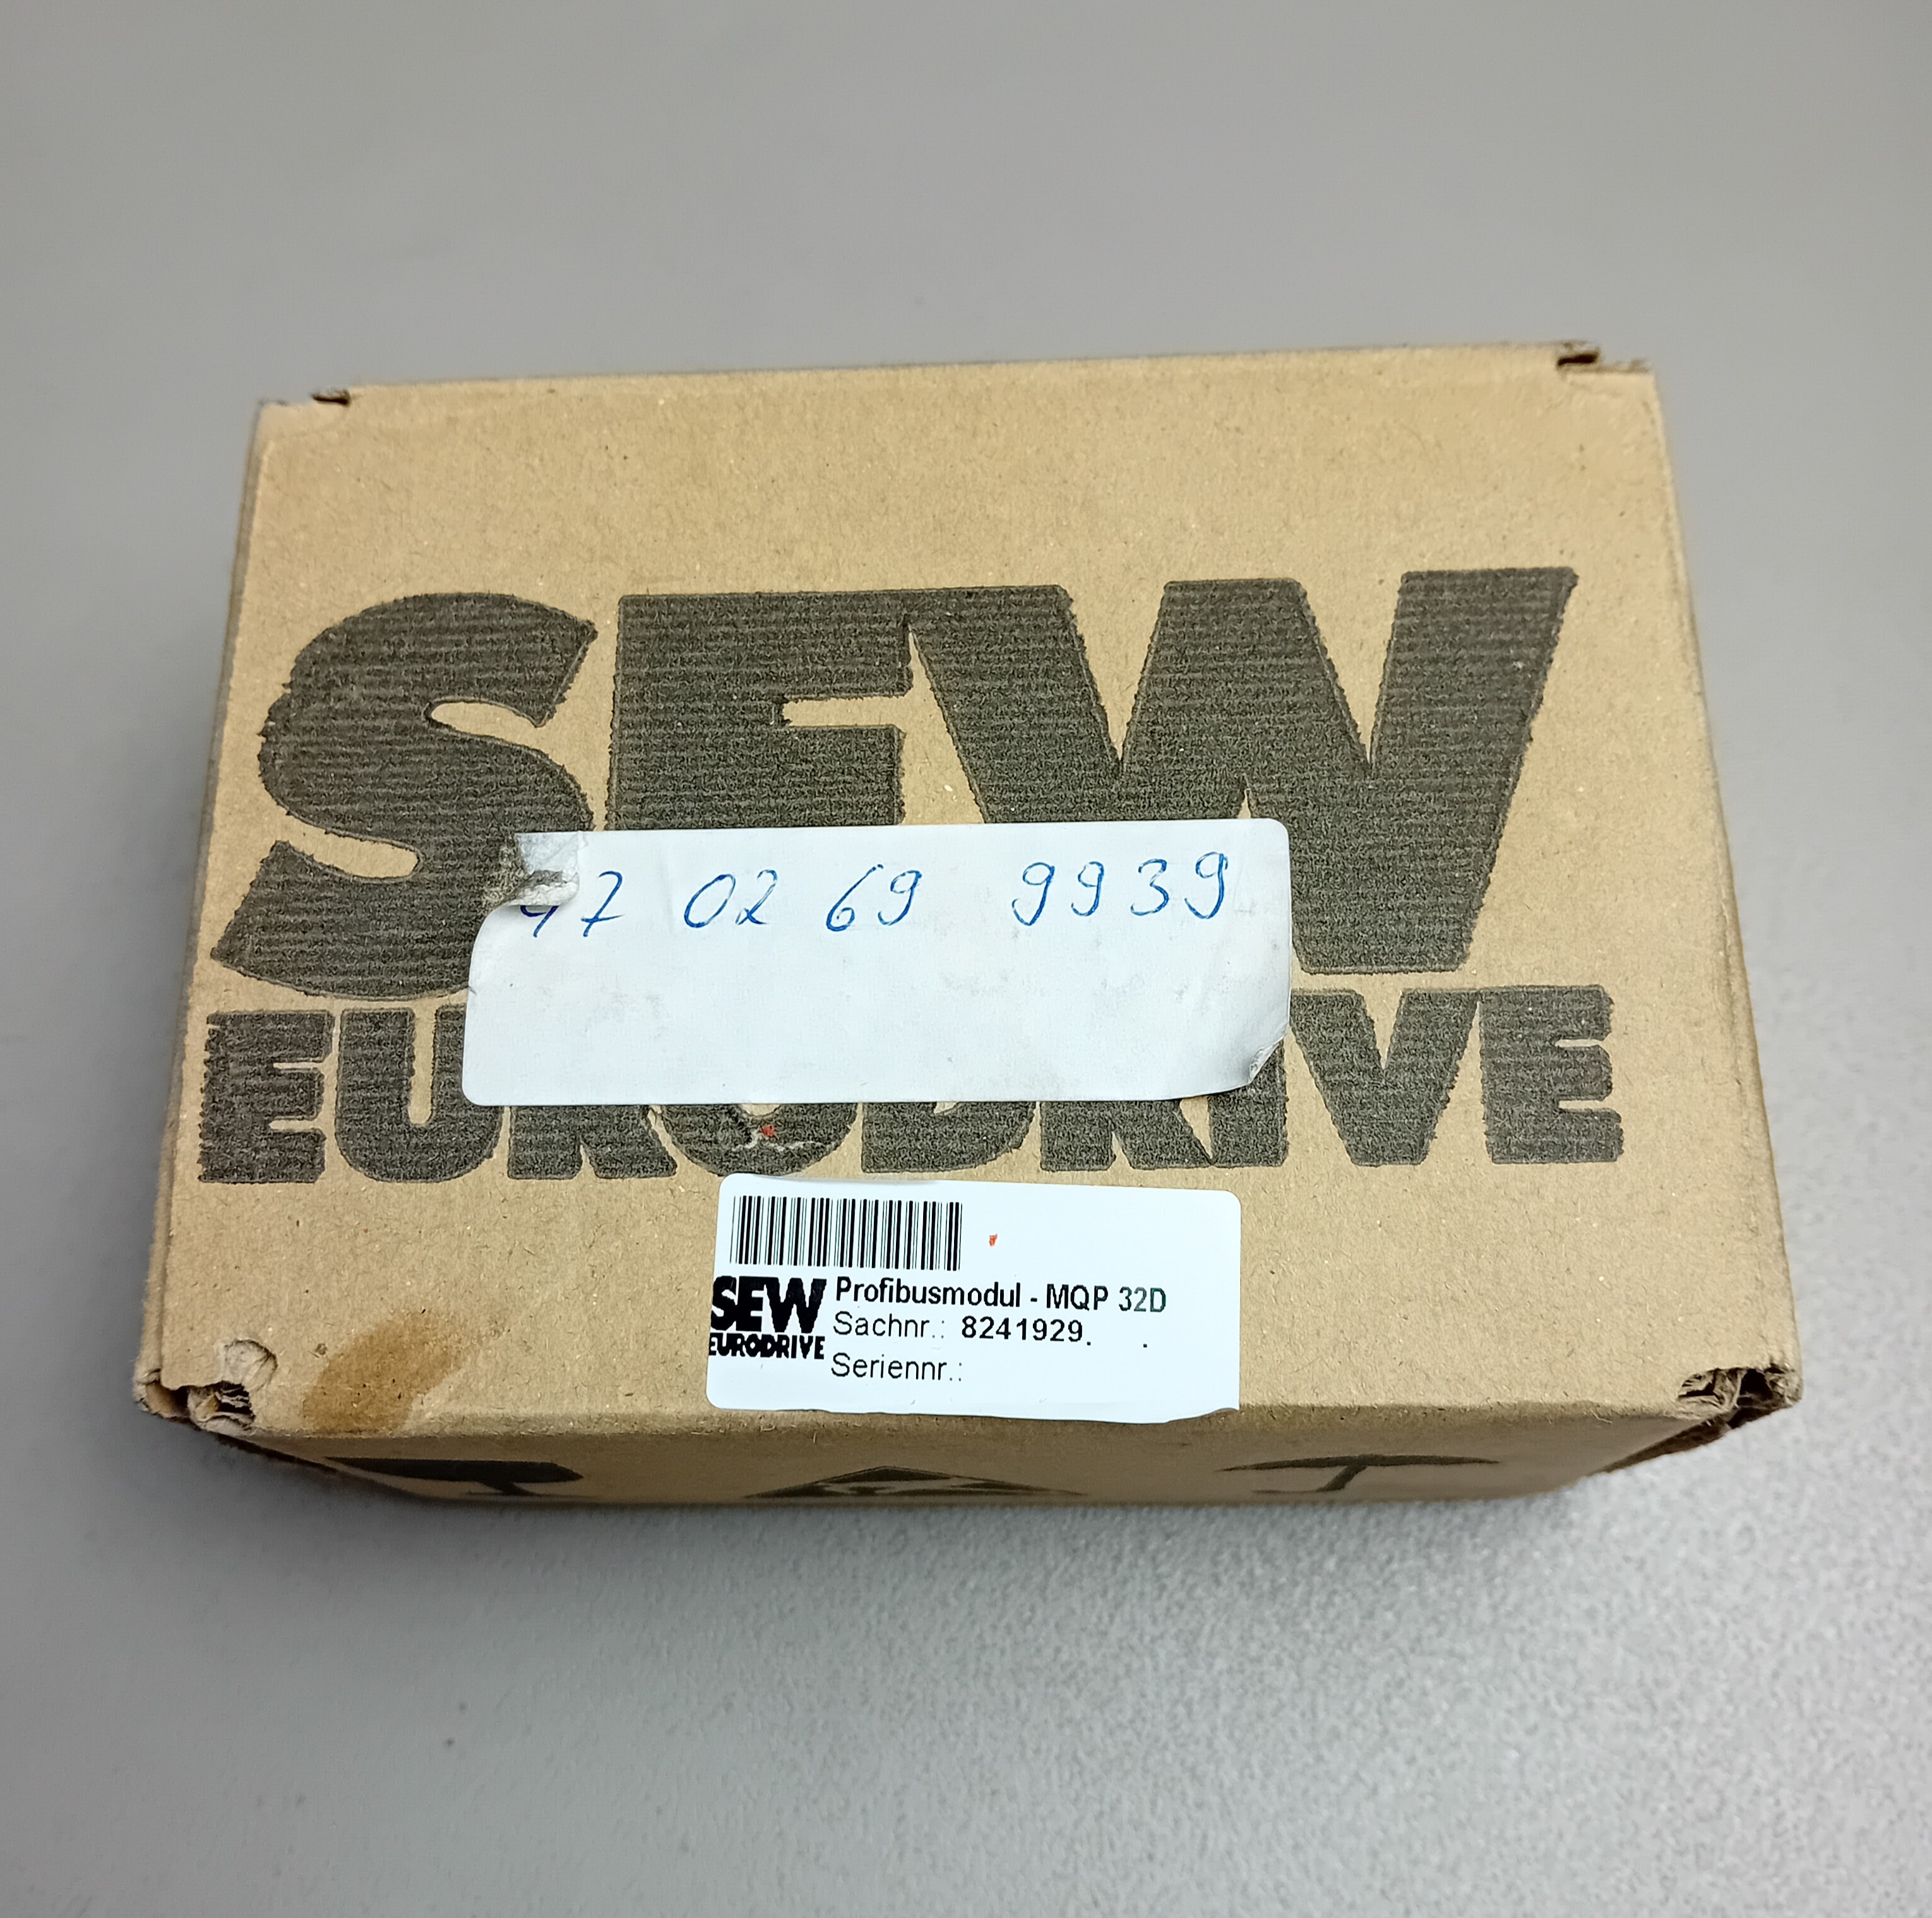 SEW
47 02 69 9939
EURODRIVE
SEW
EURODRIVE
Profibusmodul - MQP 32D
Sachnr.: 8241929.
Seriennr.: